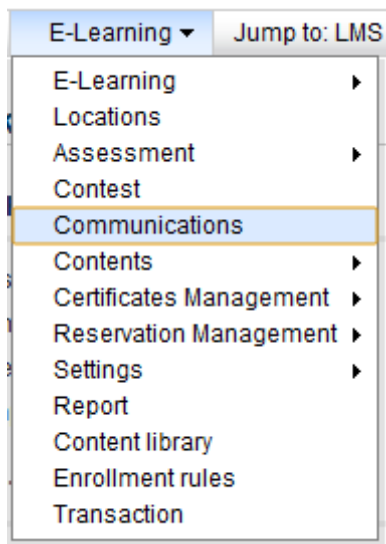 E-Learning Jump to: LMS
E-Learning
Locations
Assessment
Contest
Communications
Contents
Certificates Management
Reservation Management
Settings
Report
Content library
Enrollment rules
Transaction